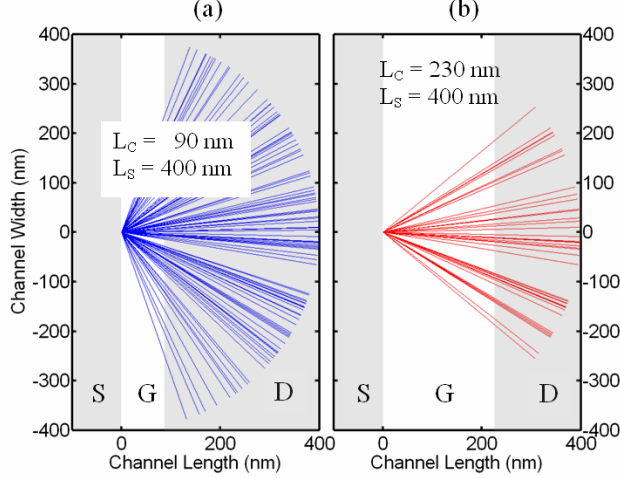 (a)
(b)
400
300
200
100
0
-100
-200
-300
-400
Channel Width (nm)
L_C = 90 nm
L_S = 400 nm
S G D
0 200 400
Channel Length (nm)
L_C = 230 nm
L_S = 400 nm
S G D
400
300
200
100
0
-100
-200
-300
-400
0 200 400
Channel Length (nm)